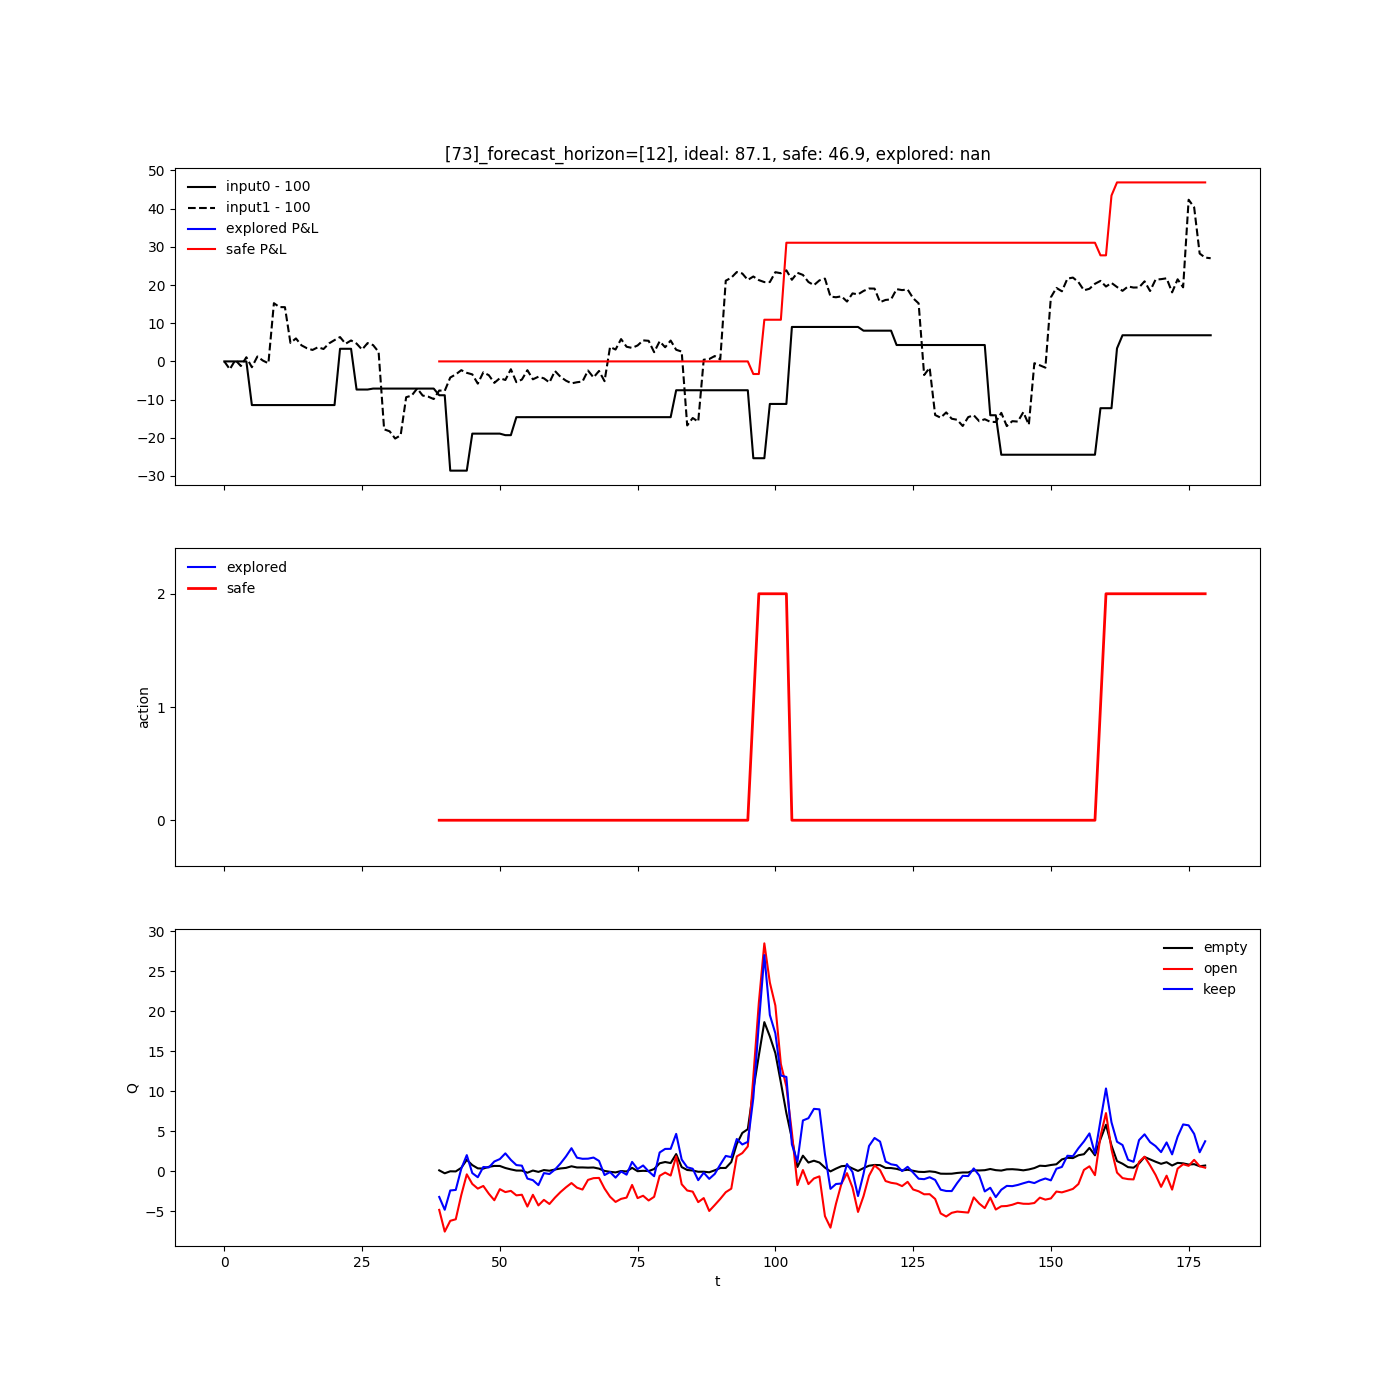 [73]_forecast_horizon=[12], ideal: 87.1, safe: 46.9, explored: nan
50
40
30
20
10
0
−10
−20
−30
input0 - 100
input1 - 100
explored P&L
safe P&L
action
2
1
0
explored
safe
Q
30
25
20
15
10
5
0
−5
empty
open
keep
0 25 50 75 100 125 150 175
t